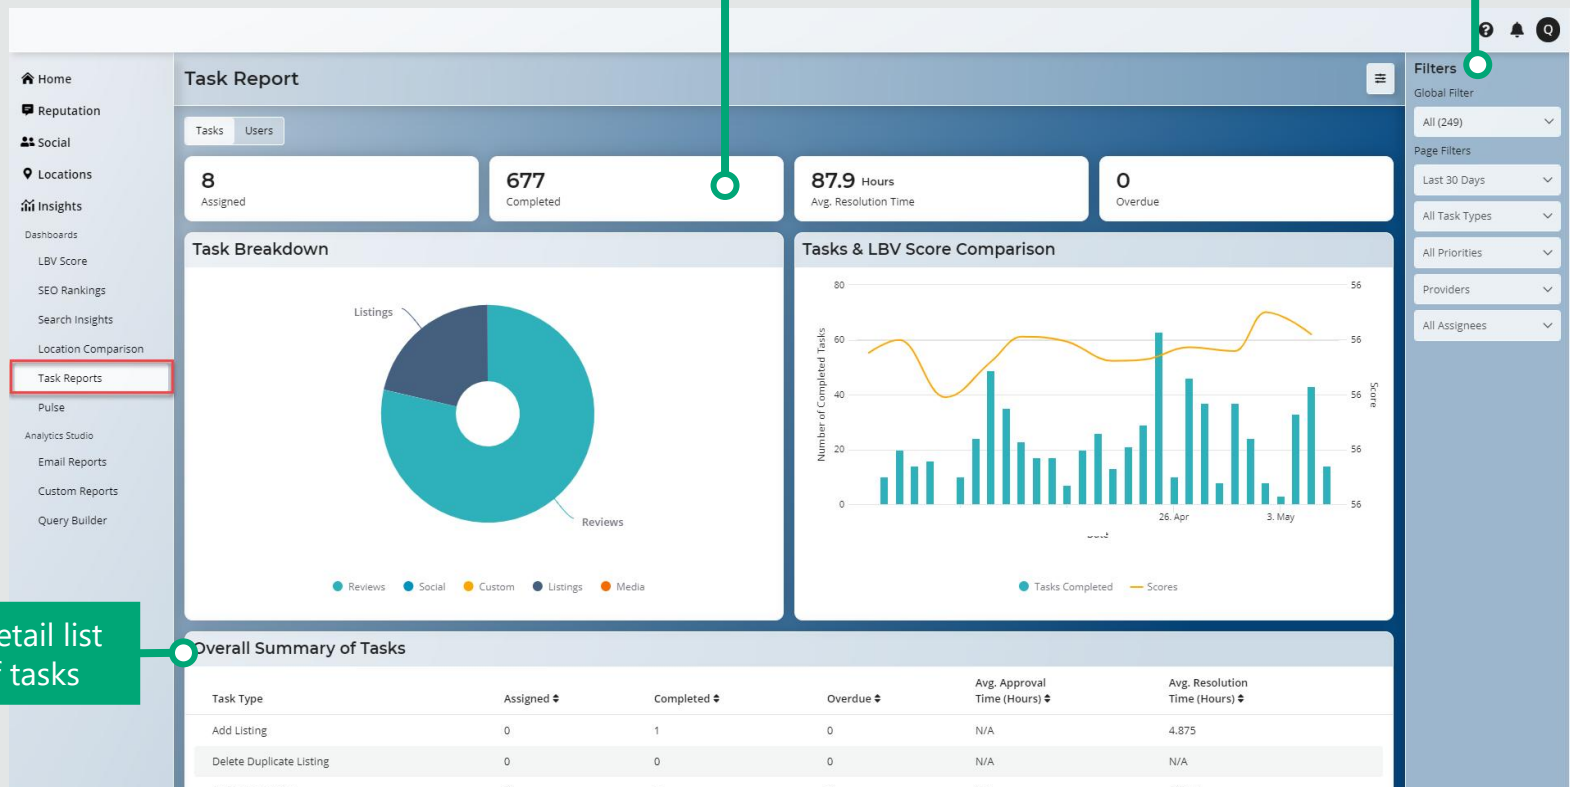 Q
Home
Reputation
Social
Locations
Insights
Dashboards
LBV Score
SEO Rankings
Search Insights
Location Comparison
Task Reports
Pulse
Analytics Studio
Email Reports
Custom Reports
Query Builder
Task Report
Tasks Users
8
Assigned
677
Completed
87.9 Hours
Avg. Resolution Time
0
Overdue
Task Breakdown
Listings
Reviews
Reviews Social Custom Listings Media
Tasks & LBV Score Comparison
80
60
40
20
0
Number of Completed Tasks
56
56
56
56
56
Score
26. Apr 3. May
Tasks Completed Scores
Filters
Global Filter
All (249)
Page Filters
Last 30 Days
All Task Types
All Priorities
Providers
All Assignees
list
tasks
Overall Summary of Tasks
Task Type Assigned Completed Overdue Avg. Approval Time (Hours) Avg. Resolution Time (Hours)
Add Listing 0 1 0 N/A 4.875
Delete Duplicate Listing 0 0 0 N/A N/A